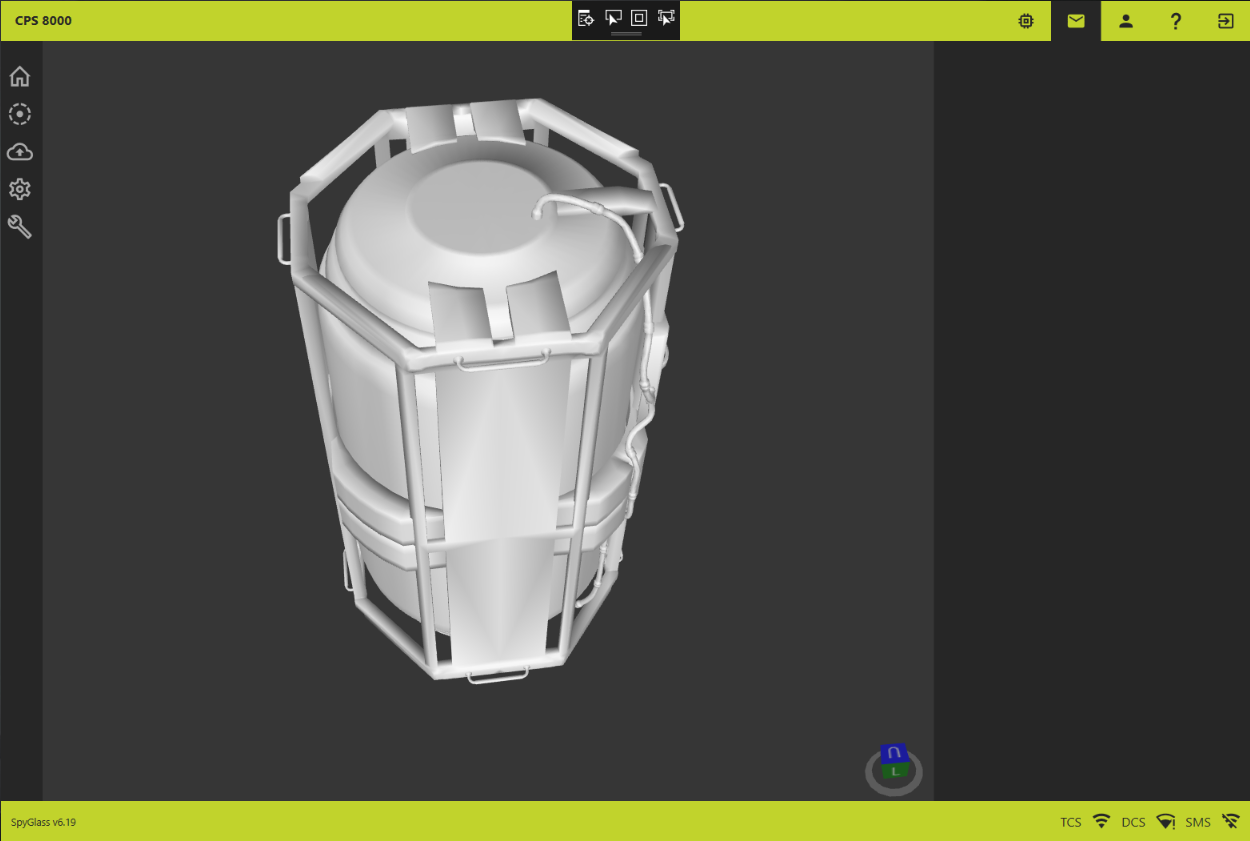 CPS 8000
U
L
SpyGlass v6.19
TCS
DCS
SMS